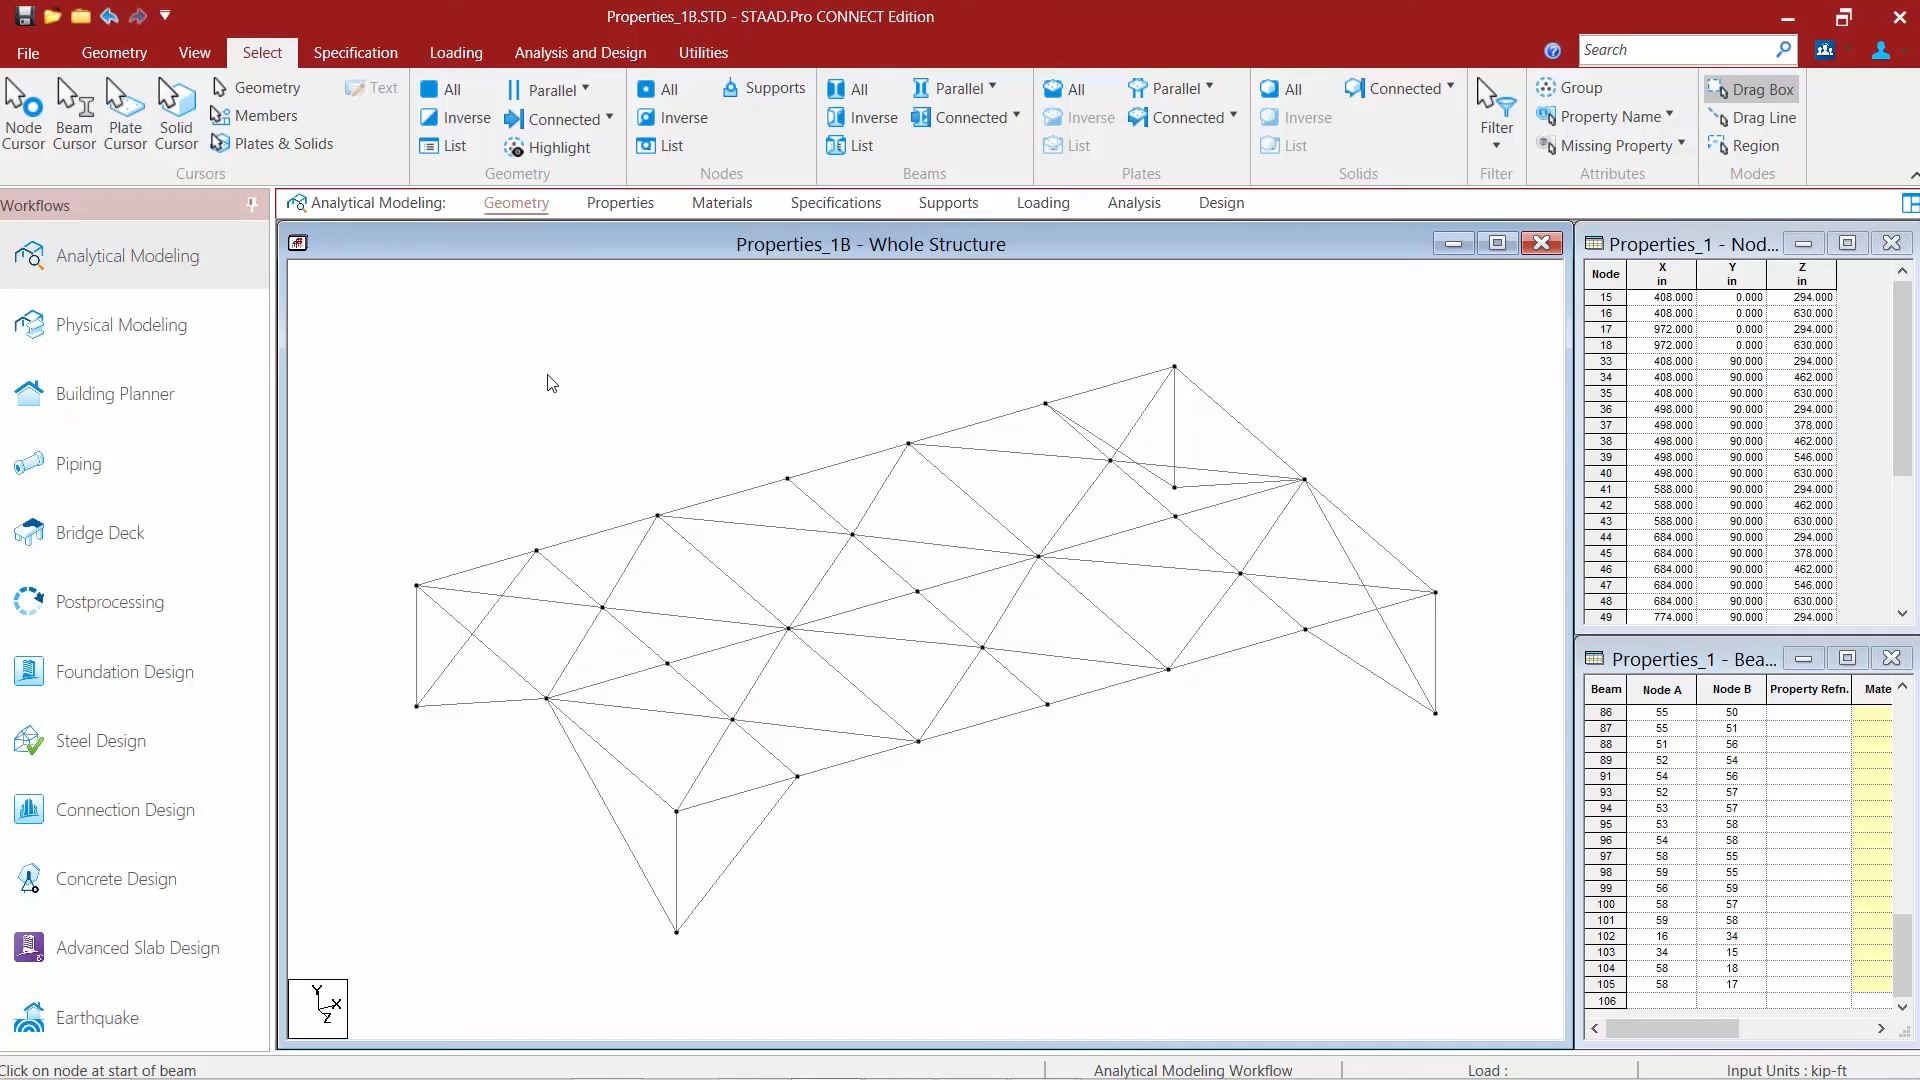 Properties_1B.STD - STAAD.Pro CONNECT Edition
File Geometry View Select Specification Loading Analysis and Design Utilities Search
Node Cursor
Beam Cursor
Plate Cursor
Solid Cursor
Geometry
Members
Plates & Solids
Text
Cursors
All Parallel
Inverse Connected
List Highlight
Geometry
All Supports
Inverse
List
Nodes
All Parallel
Inverse Connected
List
Beams
All Parallel
Inverse Connected
List
Plates
All Connected
Inverse
List
Solids
Filter
Filter
Group
Property Name
Missing Property
Attributes
Drag Box
Drag Line
Region
Modes
Workflows
Analytical Modeling
Physical Modeling
Building Planner
Piping
Bridge Deck
Postprocessing
Foundation Design
Steel Design
Connection Design
Concrete Design
Advanced Slab Design
Earthquake
Analytical Modeling: Geometry Properties Materials Specifications Supports Loading Analysis Design
Properties_1B - Whole Structure
Y
X
Z
Properties_1 - Nod...
Node X in Y in Z in
15 408.000 0.000 294.000
16 408.000 0.000 630.000
17 972.000 0.000 294.000
18 972.000 0.000 630.000
33 408.000 90.000 294.000
34 408.000 90.000 462.000
35 408.000 90.000 630.000
36 498.000 90.000 294.000
37 498.000 90.000 378.000
38 498.000 90.000 462.000
39 498.000 90.000 546.000
40 498.000 90.000 630.000
41 588.000 90.000 294.000
42 588.000 90.000 462.000
43 588.000 90.000 630.000
44 684.000 90.000 294.000
45 684.000 90.000 378.000
46 684.000 90.000 462.000
47 684.000 90.000 546.000
48 684.000 90.000 630.000
49 774.000 90.000 294.000
Properties_1 - Bea...
Beam Node A Node B Property Refn. Mate
86 55 50
87 55 51
88 51 56
89 52 54
91 54 56
93 52 57
94 53 57
95 53 58
96 54 58
97 58 55
98 59 55
99 56 59
100 58 57
101 59 58
102 16 34
103 34 15
104 58 18
105 58 17
106
Click on node at start of beam
Analytical Modeling Workflow
Load :
Input Units : kip-ft